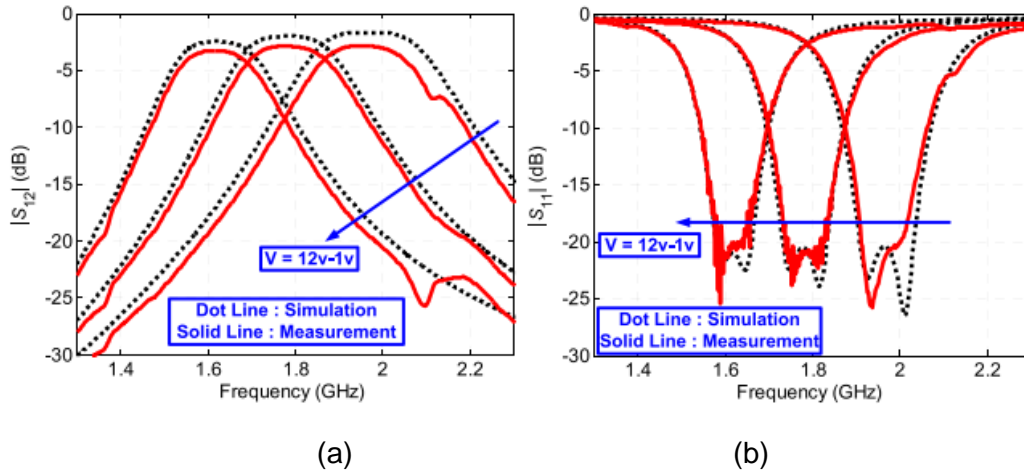 0
-5
-10
-15
-20
-25
-30
|S12| (dB)
V = 12v-1v
Dot Line : Simulation
Solid Line : Measurement
1.4 1.6 1.8 2 2.2
Frequency (GHz)
(a)
0
-5
-10
-15
-20
-25
-30
|S11| (dB)
V = 12v-1v
Dot Line : Simulation
Solid Line : Measurement
1.4 1.6 1.8 2 2.2
Frequency (GHz)
(b)